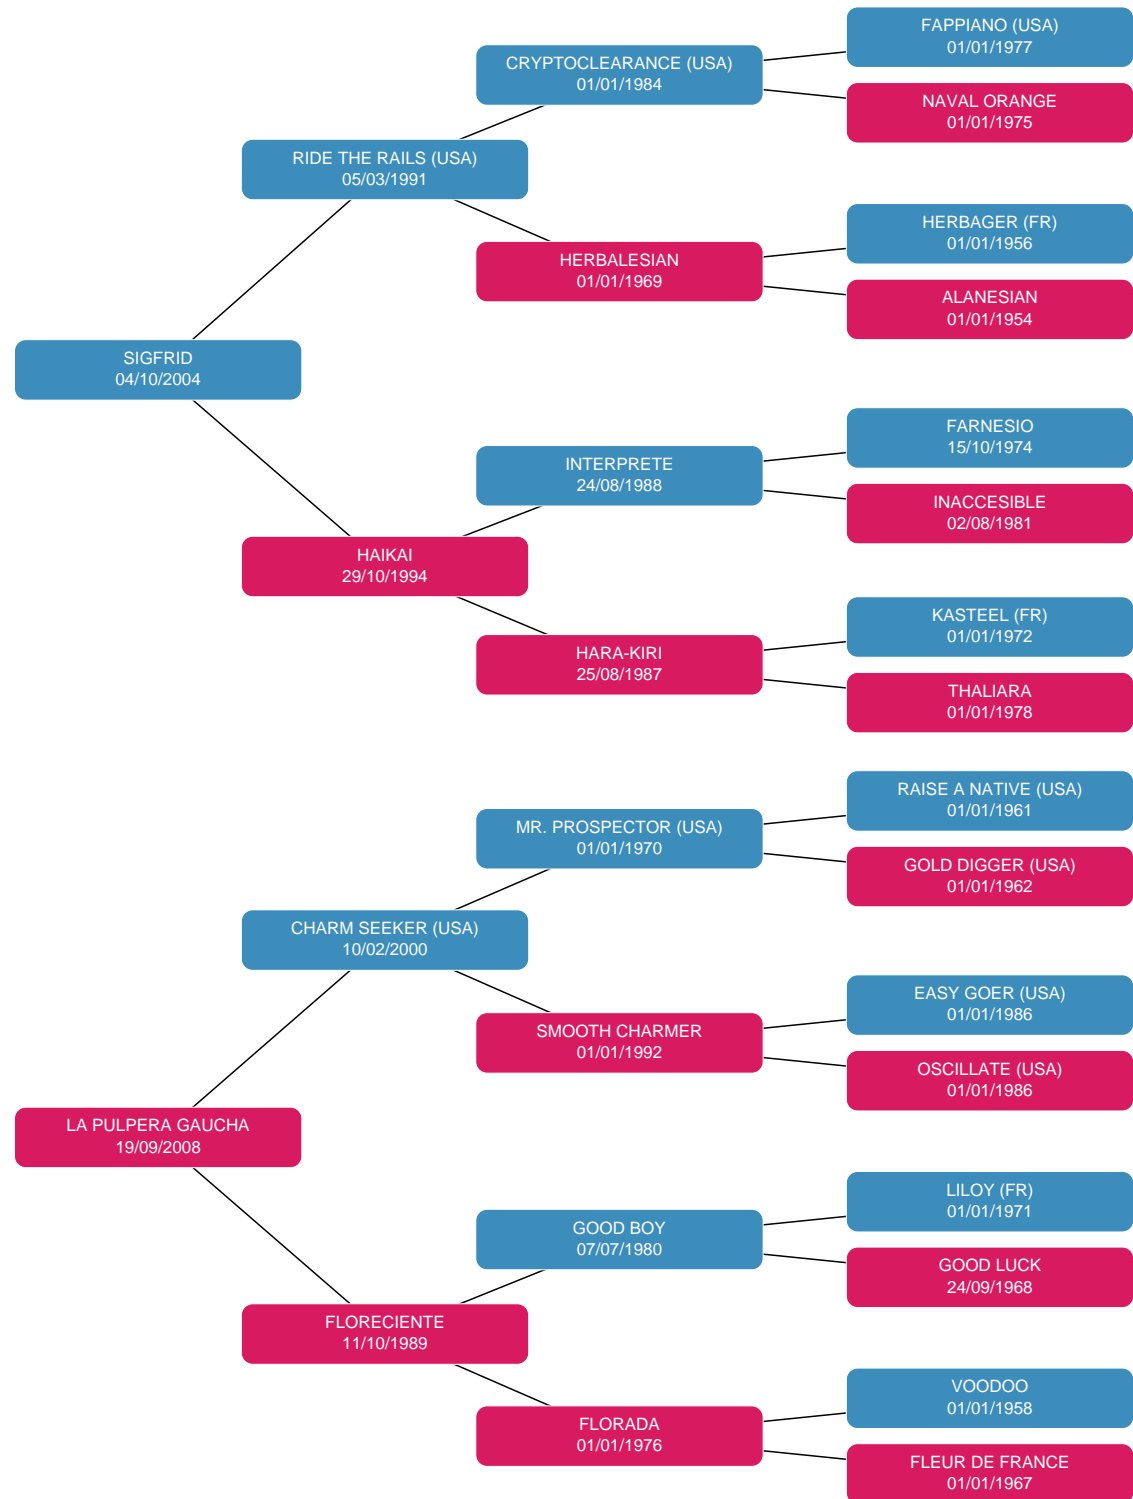 FAPPIANO (USA)
01/01/1977
CRYPTOCLEARANCE (USA)
01/01/1984
NAVAL ORANGE
01/01/1975
RIDE THE RAILS (USA)
05/03/1991
HERBAGER (FR)
01/01/1956
HERBALESIAN
01/01/1969
ALANESIAN
01/01/1954
SIGFRID
04/10/2004
FARNESIO
15/10/1974
INTERPRETE
24/08/1988
INACCESIBLE
02/08/1981
HAIKAI
29/10/1994
KASTEEL (FR)
01/01/1972
HARA-KIRI
25/08/1987
THALIARA
01/01/1978
RAISE A NATIVE (USA)
01/01/1961
MR. PROSPECTOR (USA)
01/01/1970
GOLD DIGGER (USA)
01/01/1962
CHARM SEEKER (USA)
10/02/2000
EASY GOER (USA)
01/01/1986
SMOOTH CHARMER
01/01/1992
OSCILLATE (USA)
01/01/1986
LA PULPERA GAUCHA
19/09/2008
LILOY (FR)
01/01/1971
GOOD BOY
07/07/1980
GOOD LUCK
24/09/1968
FLORECIENTE
11/10/1989
VOODOO
01/01/1958
FLORADA
01/01/1976
FLEUR DE FRANCE
01/01/1967